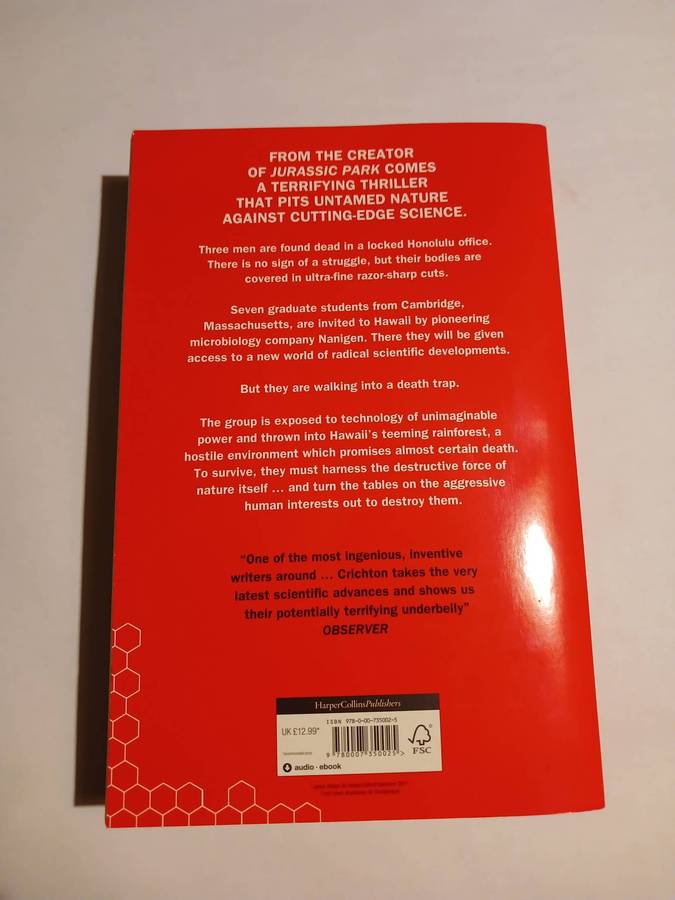 FROM THE CREATOR
OF JURASSIC PARK COMES
A TERRIFYING THRILLER
THAT PITS UNTAMED NATURE
AGAINST CUTTING-EDGE SCIENCE.
Three men are found dead in a locked Honolulu office.
There is no sign of a struggle, but their bodies are
covered in ultra-fine razor-sharp cuts.
Seven graduate students from Cambridge,
Massachusetts, are invited to Hawaii by pioneering
microbiology company Nanigen. There they will be given
access to a new world of radical scientific developments.
But they are walking into a death trap.
The group is exposed to technology of unimaginable
power and thrown into Hawaii's teeming rainforest, a
hostile environment which promises almost certain death.
To survive, they must harness the destructive force of
nature itself ... and turn the tables on the aggressive
human interests out to destroy them.
"One of the most ingenious, inventive
writers around ... Crichton takes the very
latest scientific advances and shows us
their potentially terrifying underbelly"
OBSERVER
HarperCollinsPublishers
ISBN 978-0-00-735002-5
UK £12.99*
9 780007 350025 >
FSC
audio · ebook